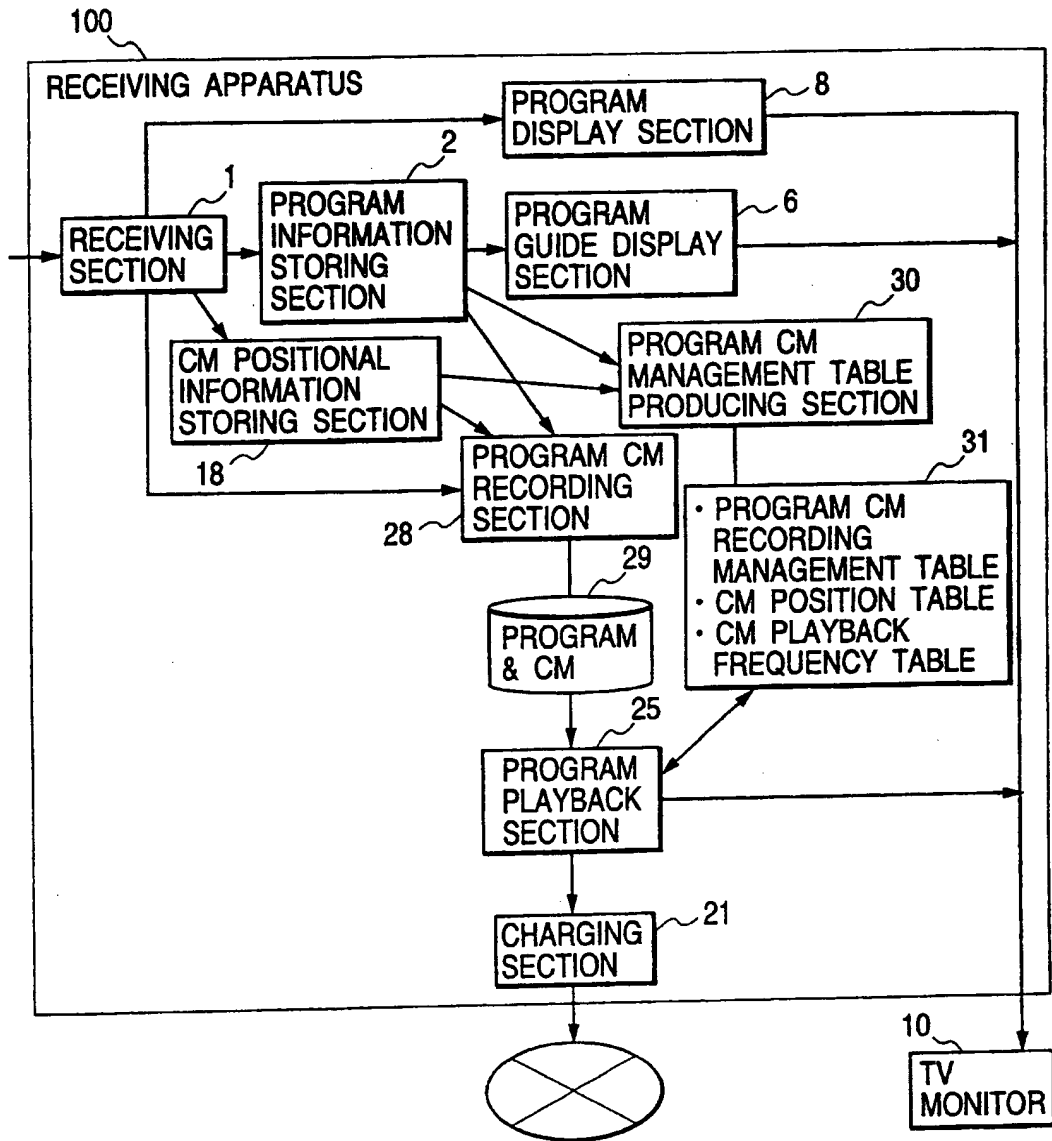 100
RECEIVING APPARATUS
PROGRAM
DISPLAY SECTION
8
2
1
PROGRAM
INFORMATION
STORING
SECTION
PROGRAM
GUIDE DISPLAY
SECTION
6
RECEIVING
SECTION
30
CM POSITIONAL
INFORMATION
STORING SECTION
18
PROGRAM CM
MANAGEMENT TABLE
PRODUCING SECTION
PROGRAM CM
RECORDING
SECTION
28
31
· PROGRAM CM
RECORDING
MANAGEMENT TABLE
· CM POSITION TABLE
· CM PLAYBACK
FREQUENCY TABLE
29
PROGRAM
& CM
25
PROGRAM
PLAYBACK
SECTION
21
CHARGING
SECTION
10
TV
MONITOR